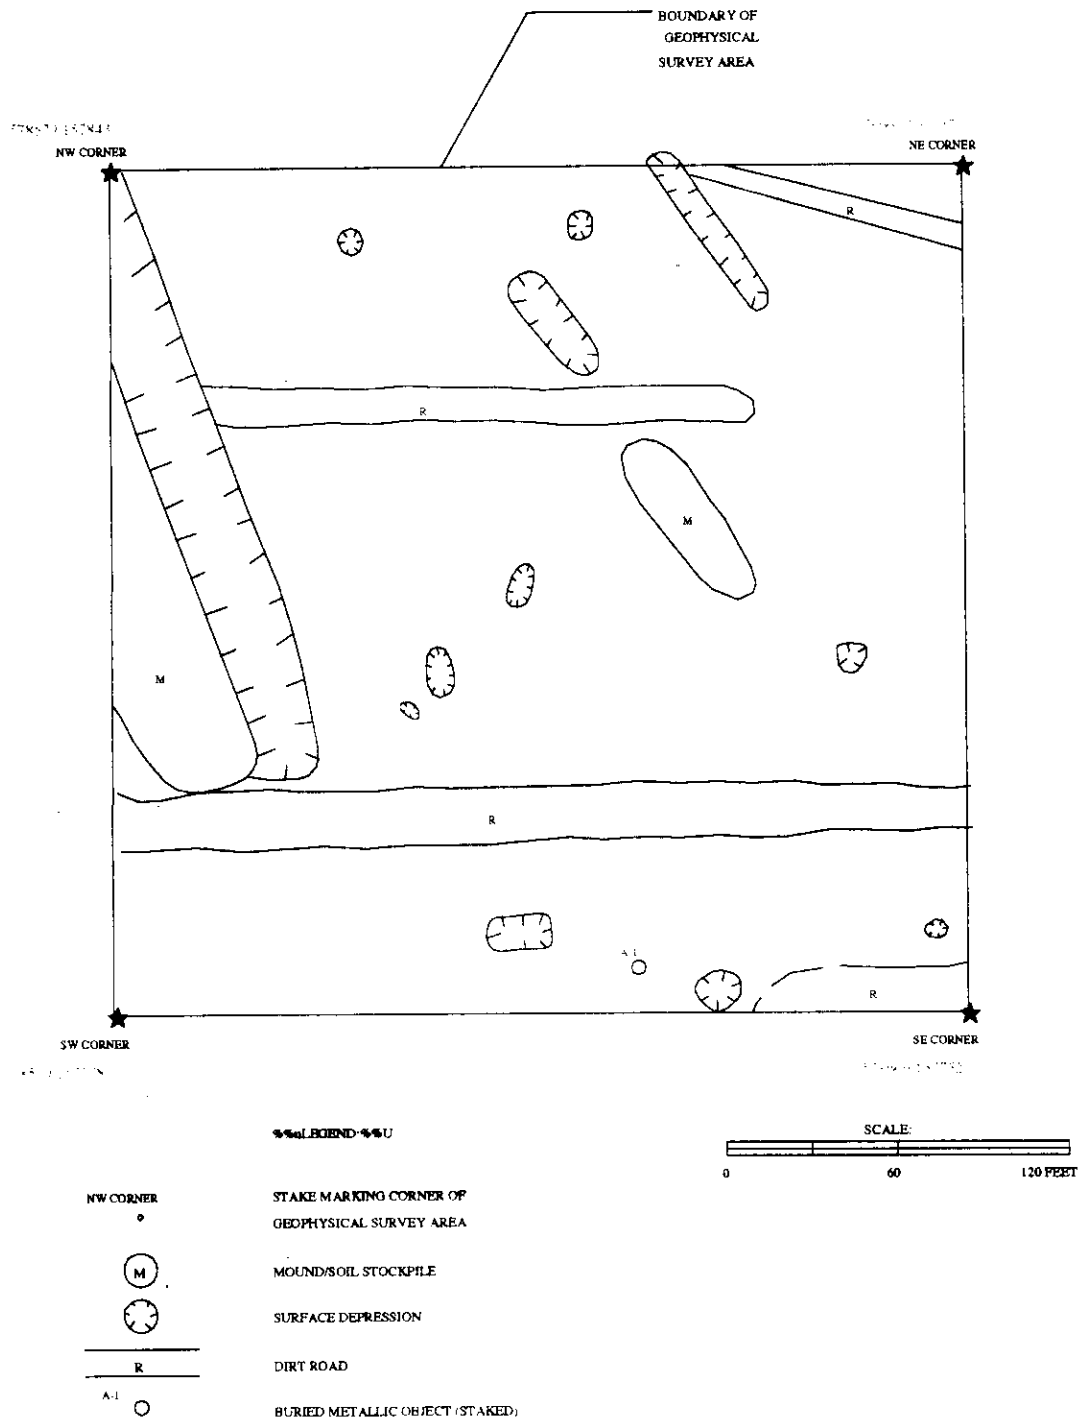 BOUNDARY OF
GEOPHYSICAL
SURVEY AREA
NW CORNER
NE CORNER
R
R
M
M
R
A-1
R
SW CORNER
SE CORNER
%%uLEGEND:%%U
SCALE:
0 60 120 FEET
NW CORNER
STAKE MARKING CORNER OF
GEOPHYSICAL SURVEY AREA
M
MOUND/SOIL STOCKPILE
SURFACE DEPRESSION
R
DIRT ROAD
A-1
BURIED METALLIC OBJECT (STAKED)